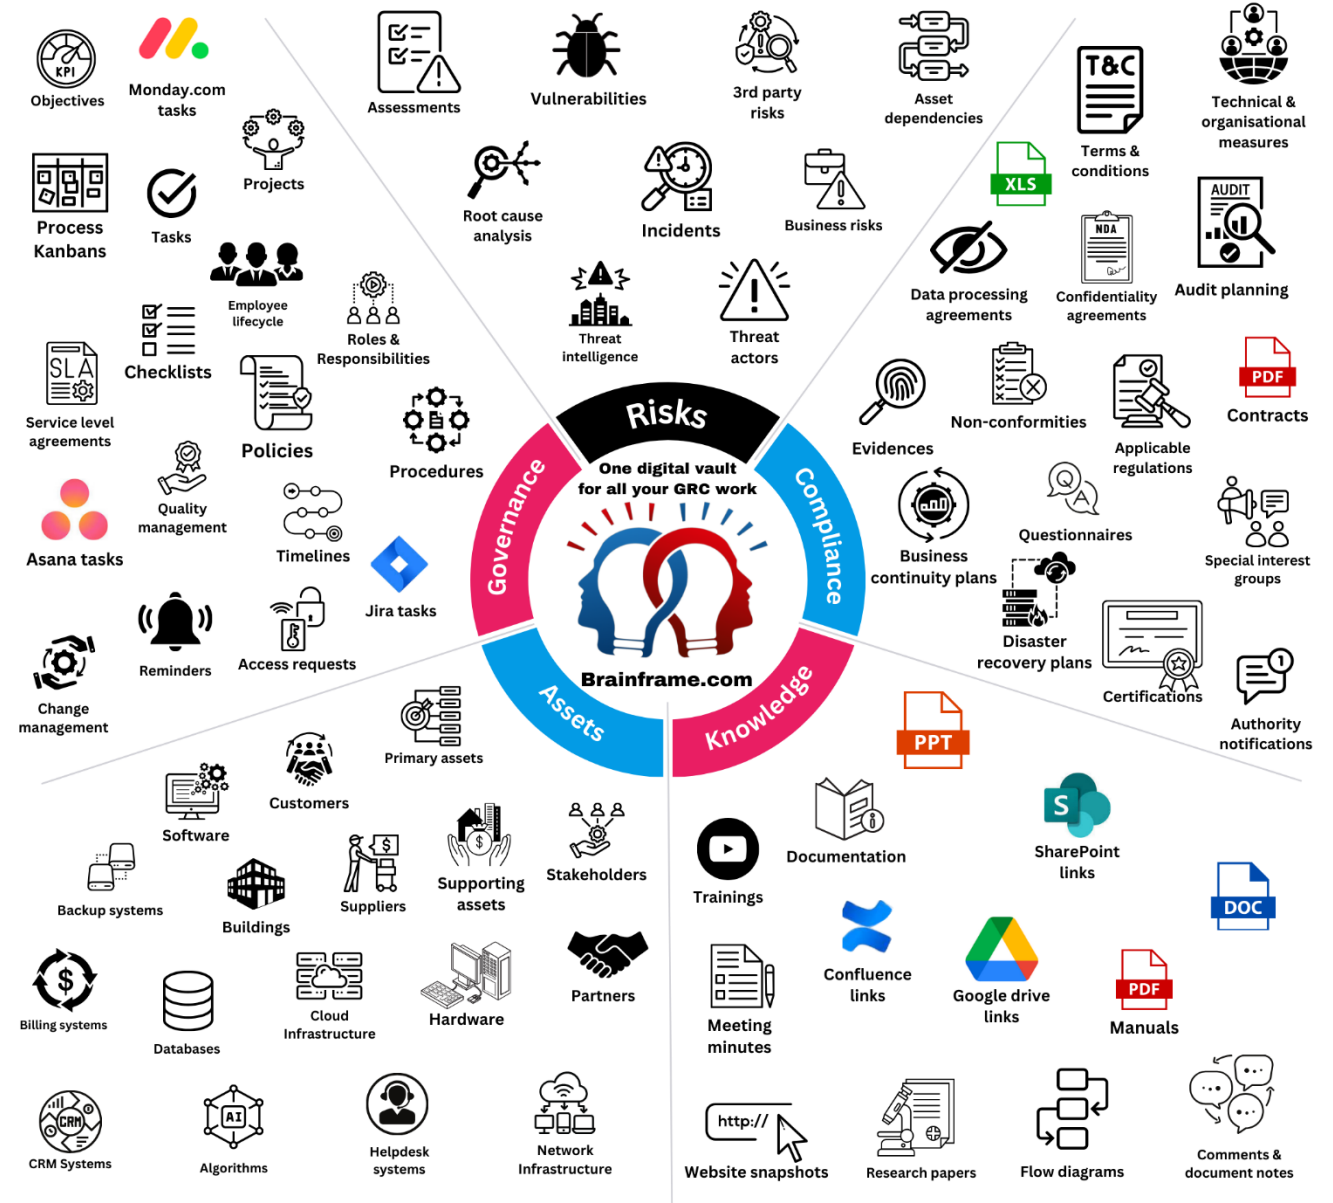 KPI
Objectives
Monday.com
tasks
Projects
Process
Kanbans
Tasks
Employee
lifecycle
Roles &
Responsibilities
Checklists
SLA
Service level
agreements
Policies
Procedures
Quality
management
Timelines
Asana tasks
Jira tasks
Reminders
Access requests
Change
management
Assessments
Vulnerabilities
3rd party
risks
Asset
dependencies
Root cause
analysis
Incidents
Business risks
Threat
intelligence
Threat
actors
T&C
Terms &
conditions
Technical &
organisational
measures
XLS
Data processing
agreements
NDA
Confidentiality
agreements
AUDIT
Audit planning
Evidences
Non-conformities
Applicable
regulations
PDF
Contracts
Business
continuity plans
Q
A
Questionnaires
Special interest
groups
Disaster
recovery plans
Certifications
1
Authority
notifications
Risks
Governance
Compliance
Assets
Knowledge
One digital vault
for all your GRC work
Brainframe.com
Primary assets
Customers
Software
Backup systems
Buildings
$
Suppliers
$
Supporting
assets
Stakeholders
$
Billing systems
Databases
Cloud
Infrastructure
Hardware
Partners
CRM
CRM Systems
AI
Algorithms
Helpdesk
systems
Network
Infrastructure
PPT
Trainings
Documentation
S
SharePoint
links
DOC
Confluence
links
Google drive
links
PDF
Manuals
Meeting
minutes
http://
Website snapshots
Research papers
Flow diagrams
Comments &
document notes